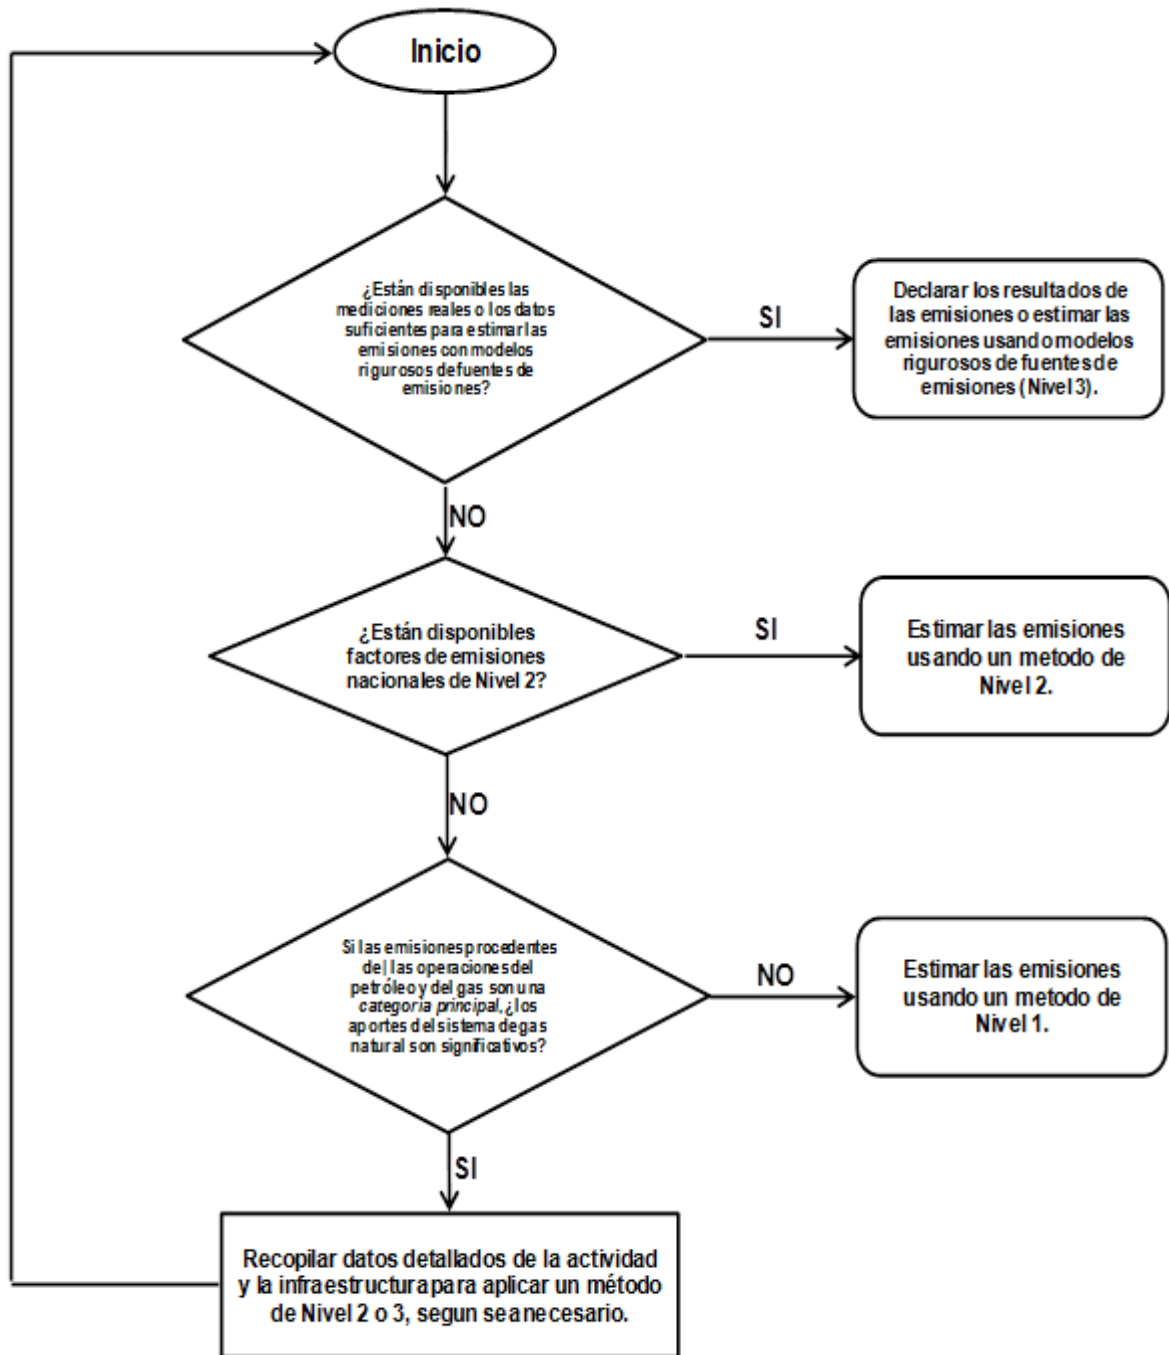 Inicio
¿Están disponibles las
mediciones reales o los datos
suficientes para estimar las
emisiones con modelos
rigurosos de fuentes de
emisiones?
SI
Declarar los resultados de
las emisiones o estimar las
emisiones usando modelos
rigurosos de fuentes de
emisiones (Nivel 3).
NO
¿Están disponibles
factores de emisiones
nacionales de Nivel 2?
SI
Estimar las emisiones
usando un metodo de
Nivel 2.
NO
Si las emisiones procedentes
de| las operaciones del
petróleo y del gas son una
categoría principal, ¿los
aportes del sistema de gas
natural son significativos?
NO
Estimar las emisiones
usando un metodo de
Nivel 1.
SI
Recopilar datos detallados de la actividad
y la infraestructura para aplicar un método
de Nivel 2 o 3, segun sea necesario.